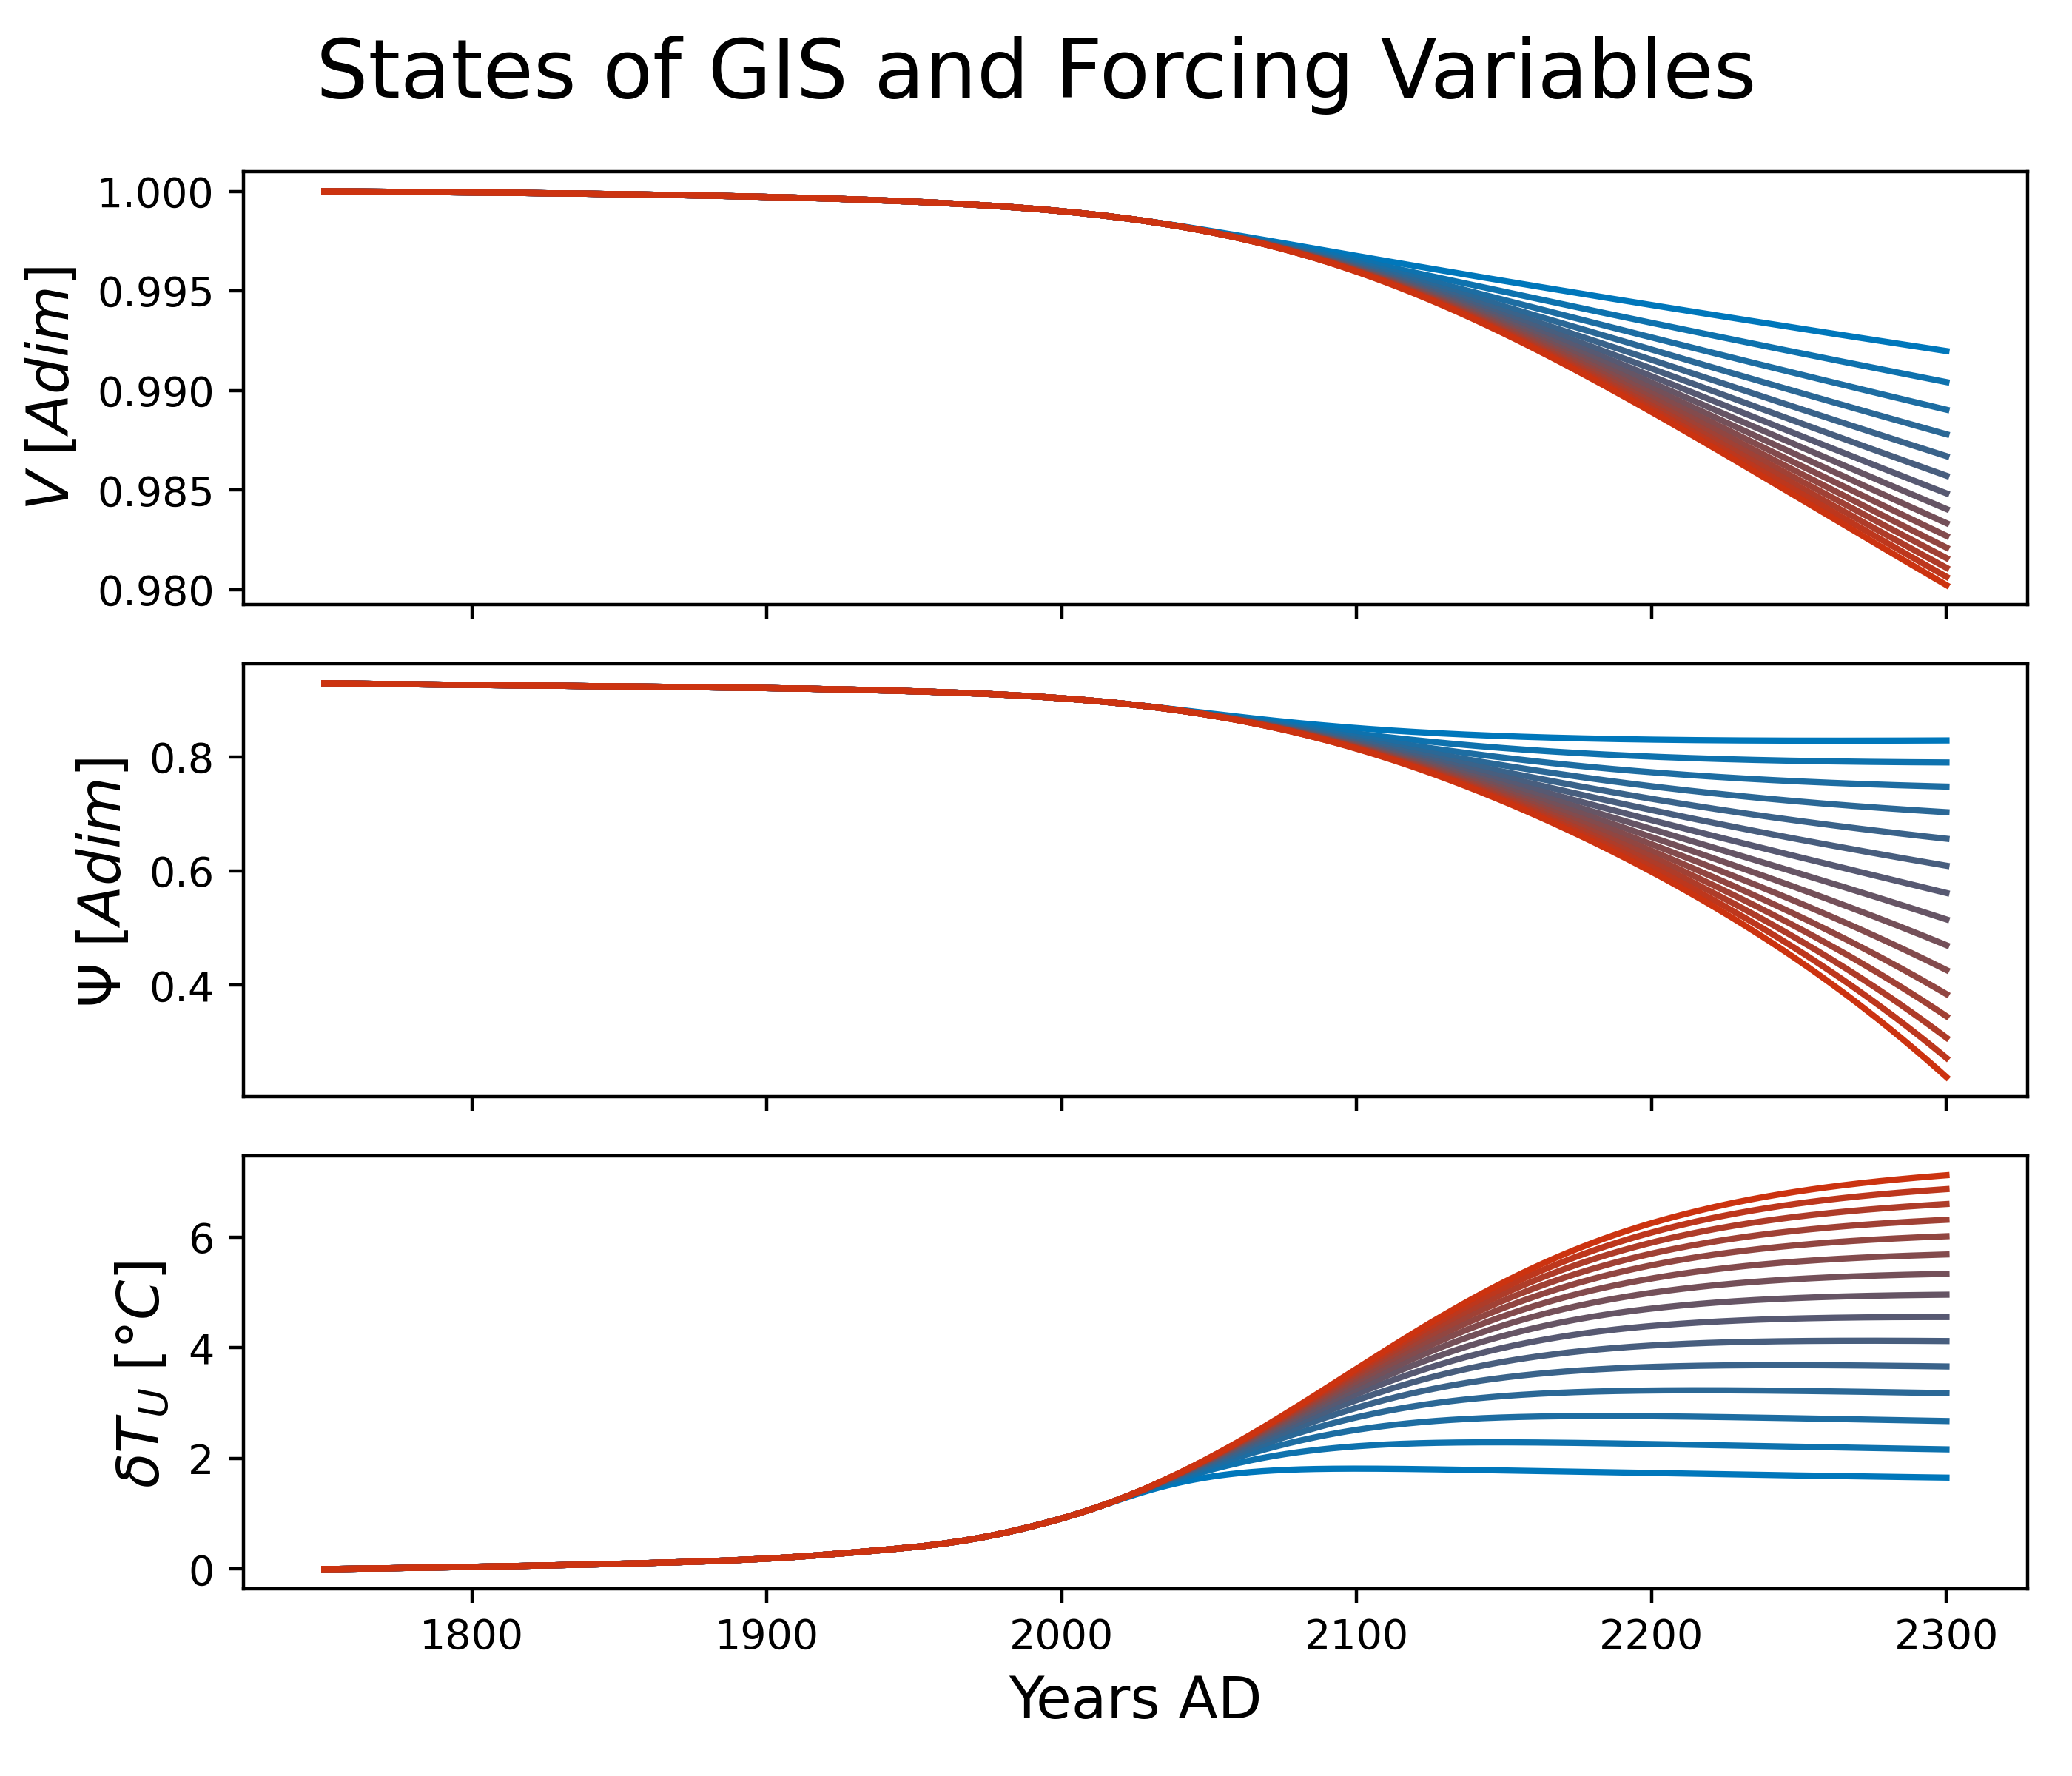 States of GIS and Forcing Variables
V [Adim]
1.000
0.995
0.990
0.985
0.980
Ψ [Adim]
0.8
0.6
0.4
δT_U [°C]
6
4
2
0
1800 1900 2000 2100 2200 2300
Years AD